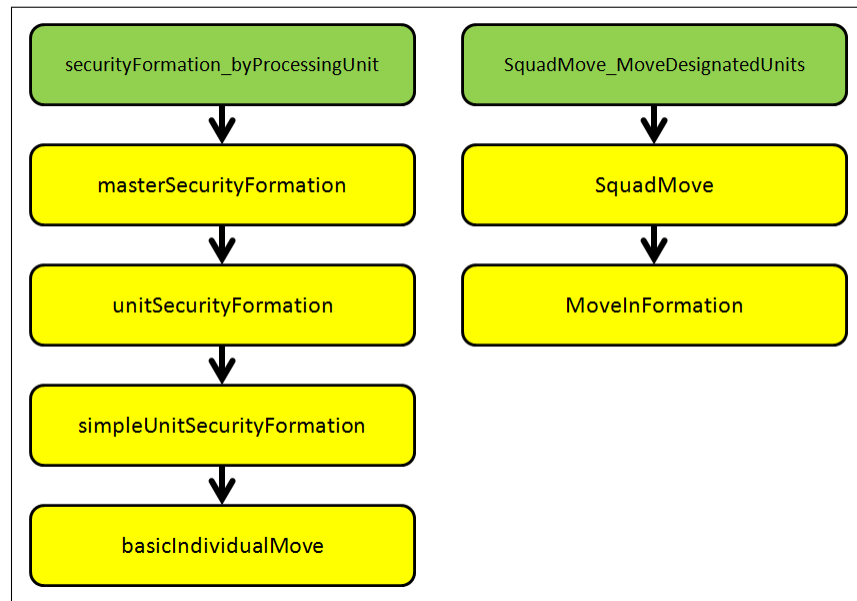 securityFormation_byProcessingUnit
masterSecurityFormation
unitSecurityFormation
simpleUnitSecurityFormation
basicIndividualMove
SquadMove_MoveDesignatedUnits
SquadMove
MoveInFormation